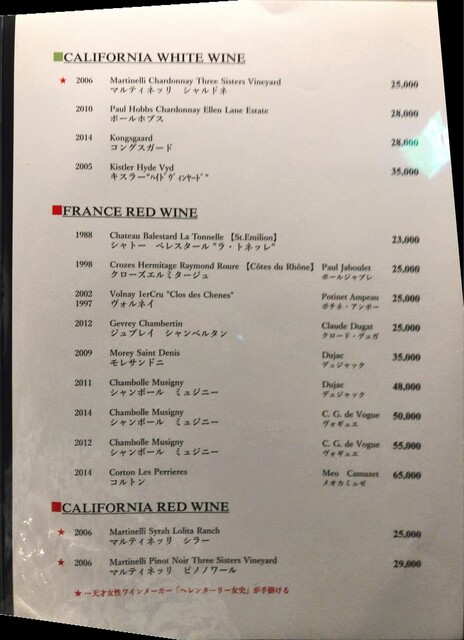 CALIFORNIA WHITE WINE
★ 2006 Martinelli Chardonnay Three Sisters Vineyard 25,000
マルティネッリ シャルドネ
2010 Paul Hobbs Chardonnay Ellen Lane Estate 28,000
ポールホブス
2014 Kongsgaard 28,000
コングスガード
2005 Kistler Hyde Vyd 35,000
キスラー"ハイド ヴィンヤード"
FRANCE RED WINE
1988 Chateau Balestard La Tonnelle 【St.Emilion】 23,000
シャトー ベレスタール "ラ・トネッレ"
1998 Crozes Hermitage Raymond Roure 【Côtes du Rhône】 Paul Jaboulet 25,000
クローズエルミタージュ ポールジャブレ
2002 Volnay 1erCru "Clos des Chenes" Potinet Ampeau 25,000
1997 ヴォルネイ ポチネ・アンポー
2012 Gevrey Chambertin Claude Dugat 25,000
ジュブレイ シャンベルタン クロード・デュガ
2009 Morey Saint Denis Dujac 35,000
モレサンドニ デュジャック
2011 Chambolle Musigny Dujac 48,000
シャンボール ミュジニー デュジャック
2014 Chambolle Musigny C. G. de Vogue 50,000
シャンボール ミュジニー ヴォギュエ
2012 Chambolle Musigny C. G. de Vogue 55,000
シャンボール ミュジニー ヴォギュエ
2014 Corton Les Perrieres Meo Camuzet 65,000
コルトン メオカミュゼ
CALIFORNIA RED WINE
★ 2006 Martinelli Syrah Lolita Ranch 25,000
マルティネッリ シラー
★ 2006 Martinelli Pinot Noir Three Sisters Vineyard 29,000
マルティネッリ ピノノワール
★ー天才女性ワインメーカー「ヘレンターリー女史」が手掛ける